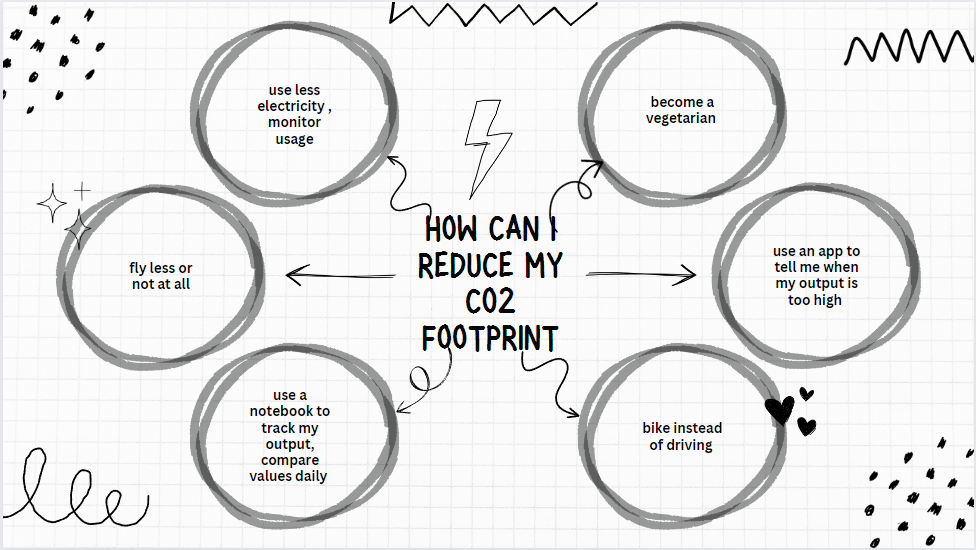 use less
electricity ,
monitor
usage
become a
vegetarian
HOW CAN I
REDUCE MY
CO2
FOOTPRINT
fly less or
not at all
use an app to
tell me when
my output is
too high
use a
notebook to
track my
output,
compare
values daily
bike instead
of driving